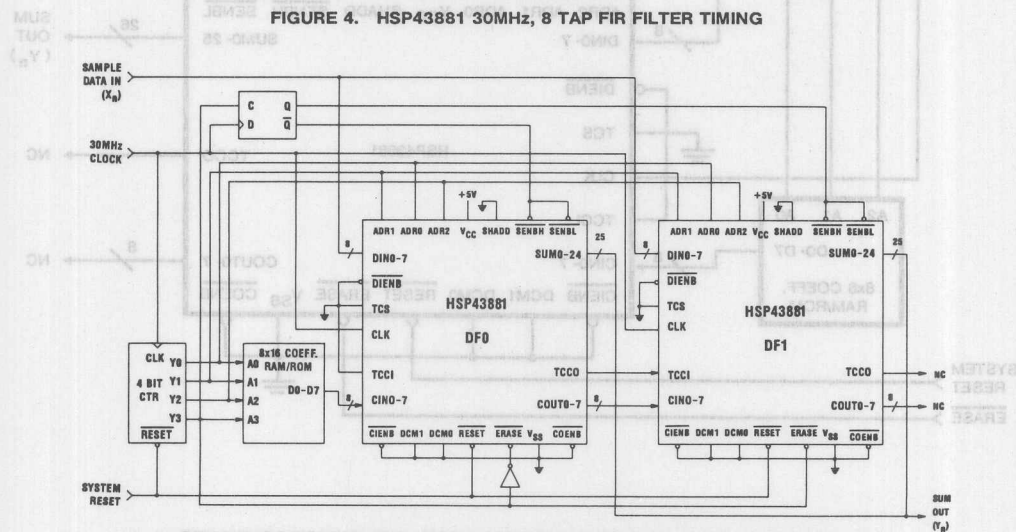 FIGURE 4. HSP43881 30MHz, 8 TAP FIR FILTER TIMING
SAMPLE
DATA IN
(Xn)
C Q
D Q
30MHz
CLOCK
+5V
ADR1 ADR0 ADR2 VCC SHADD SENBH SENBL
8
DIN0-7
25
SUM0-24
DIENB
TCS
HSP43881
CLK
DF0
TCCI
TCCO
CIN0-7
8
COUT0-7
8
CIENB DCM1 DCM0 RESET ERASE VSS COENB
+5V
ADR1 ADR0 ADR2 VCC SHADD SENBH SENBL
8
DIN0-7
25
SUM0-24
DIENB
TCS
HSP43881
CLK
DF1
TCCI
TCCO
NC
CIN0-7
COUT0-7
8
NC
CIENB DCM1 DCM0 RESET ERASE VSS COENB
CLK
4 BIT
CTR
Y0
Y1
Y2
Y3
RESET
8x16 COEFF.
RAM/ROM
A0
A1
A2
A3
D0-D7
SYSTEM
RESET
SUM
OUT
(Yn)